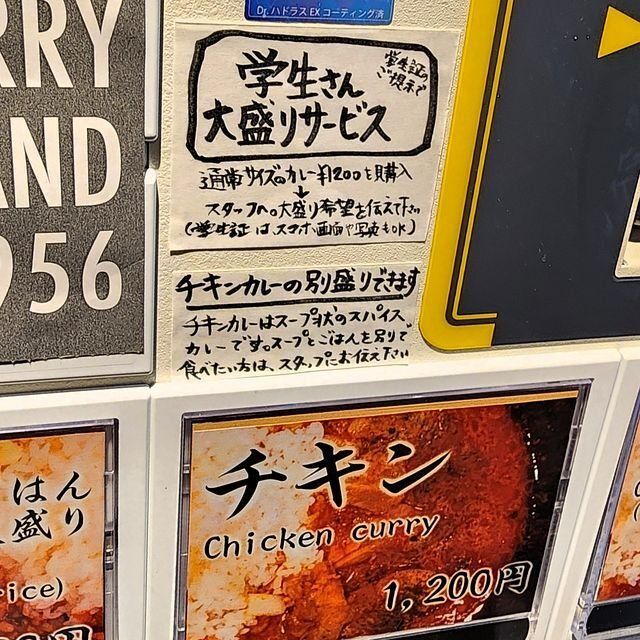 RRY
AND
956
Dr.ハドラス EX コーティング済
学生さん
大盛りサービス
学生証の
ご提示で
通常サイズのカレー¥1200を購入
↓
スタッフへ。大盛り希望を伝えて下さい
(学生証は、スマホ画面や写真もOK)
チキンカレーの別盛りできます
チキンカレーはスープ状のスパイス
カレーです。スープとごはんを別りで
食べたい方は、スタッフにお伝え下さい
はん
盛り
rice)
チキン
Chicken curry
1,200円